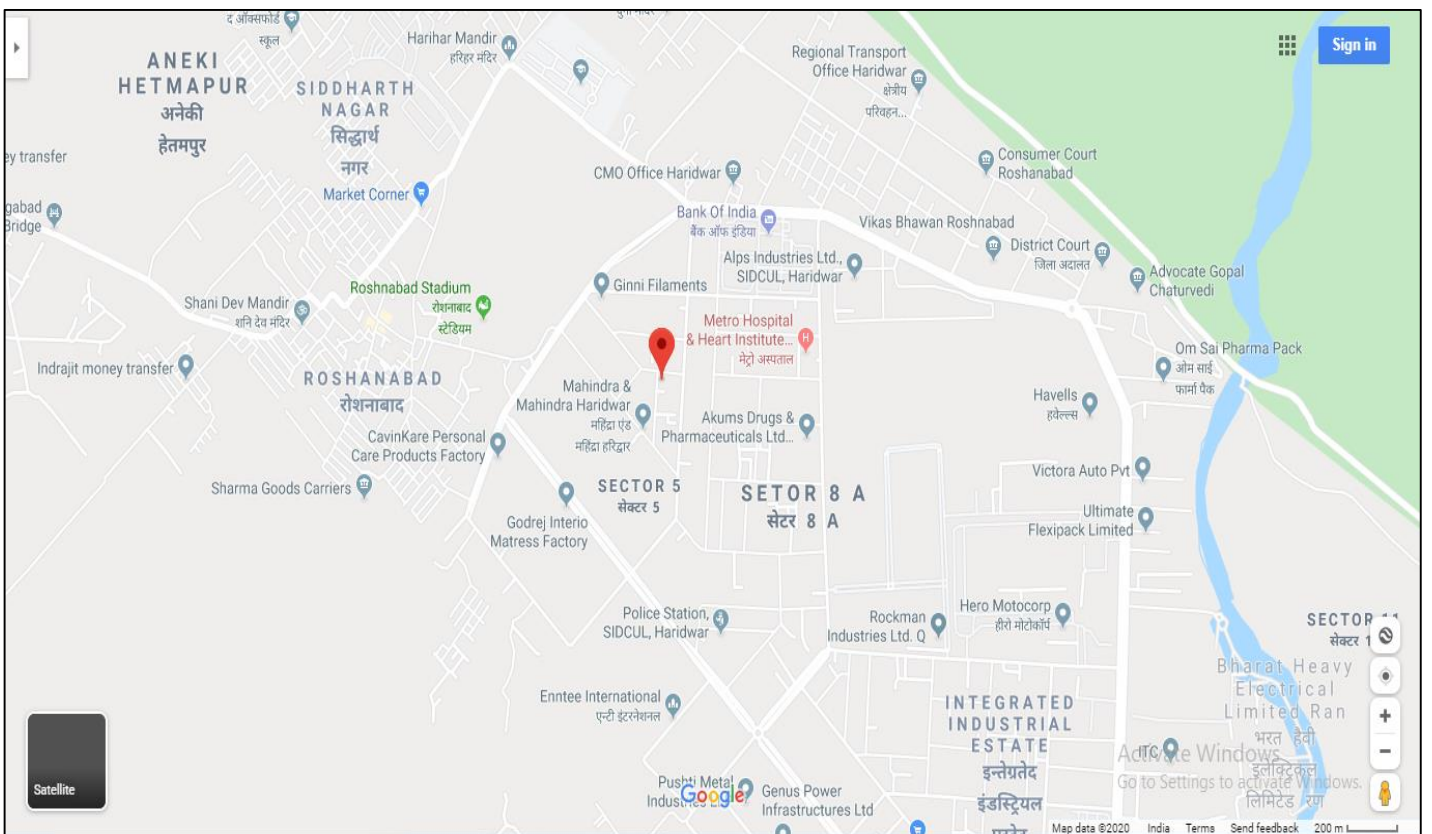 द ऑक्सफोर्ड
स्कूल
Harihar Mandir
हरिहर मंदिर
ANEKI
HETMAPUR
अनेकी
हेतमपुर
SIDDHARTH
NAGAR
सिद्धार्थ
नगर
Regional Transport
Office Haridwar
क्षेत्रीय
परिवहन...
Sign in
ey transfer
Market Corner
CMO Office Haridwar
Consumer Court
Roshanabad
gabad
Bridge
Bank Of India
बैंक ऑफ इंडिया
Vikas Bhawan Roshnabad
District Court
जिला अदालत
Alps Industries Ltd.,
SIDCUL, Haridwar
Advocate Gopal
Chaturvedi
Ginni Filaments
Roshnabad Stadium
रोशनाबाद
स्टेडियम
Shani Dev Mandir
शनि देव मंदिर
Metro Hospital
& Heart Institute...
मेट्रो अस्पताल
Indrajit money transfer
ROSHANABAD
रोशनाबाद
Om Sai Pharma Pack
ओम साई
फार्मा पैक
Mahindra &
Mahindra Haridwar
महिंद्रा एंड
महिंद्रा हरिद्वार
Havells
हवेल्ल्स
Akums Drugs &
Pharmaceuticals Ltd...
CavinKare Personal
Care Products Factory
Victora Auto Pvt
Sharma Goods Carriers
SECTOR 5
सेक्टर 5
SETOR 8 A
सेटर 8 A
Godrej Interio
Matress Factory
Ultimate
Flexipack Limited
Police Station,
SIDCUL, Haridwar
Rockman
Industries Ltd. Q
Hero Motocorp
हीरो मोटोकॉर्प
SECTOR 11
सेक्टर 1
Bharat Heavy
Electrical
Limited Ran
भरत हैवी
इलेक्ट्रिकल
लिमिटेड रण
Enntee International
एन्टी इंटरनेशनल
INTEGRATED
INDUSTRIAL
ESTATE
इन्तेग्रतेद
इंडस्ट्रियल
ITC
Activate Windows
Go to Settings to activate Windows.
Satellite
Pushti Metal
Google
Genus Power
Infrastructures Ltd
Map data ©2020 India Terms Send feedback 200 m